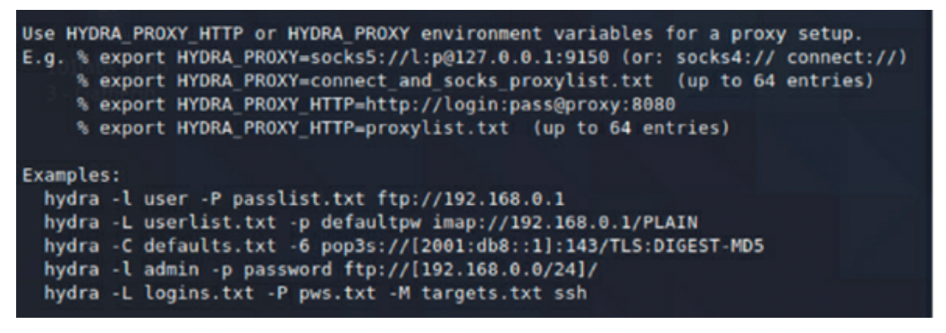 Use HYDRA_PROXY_HTTP or HYDRA_PROXY environment variables for a proxy setup.
E.g. % export HYDRA_PROXY=socks5://l:p@127.0.0.1:9150 (or: socks4:// connect://)
% export HYDRA_PROXY=connect_and_socks_proxylist.txt (up to 64 entries)
% export HYDRA_PROXY_HTTP=http://login:pass@proxy:8080
% export HYDRA_PROXY_HTTP=proxylist.txt (up to 64 entries)
Examples:
hydra -l user -P passlist.txt ftp://192.168.0.1
hydra -L userlist.txt -p defaultpw imap://192.168.0.1/PLAIN
hydra -C defaults.txt -6 pop3s://[2001:db8::1]:143/TLS:DIGEST-MD5
hydra -l admin -p password ftp://[192.168.0.0/24]/
hydra -L logins.txt -P pws.txt -M targets.txt ssh